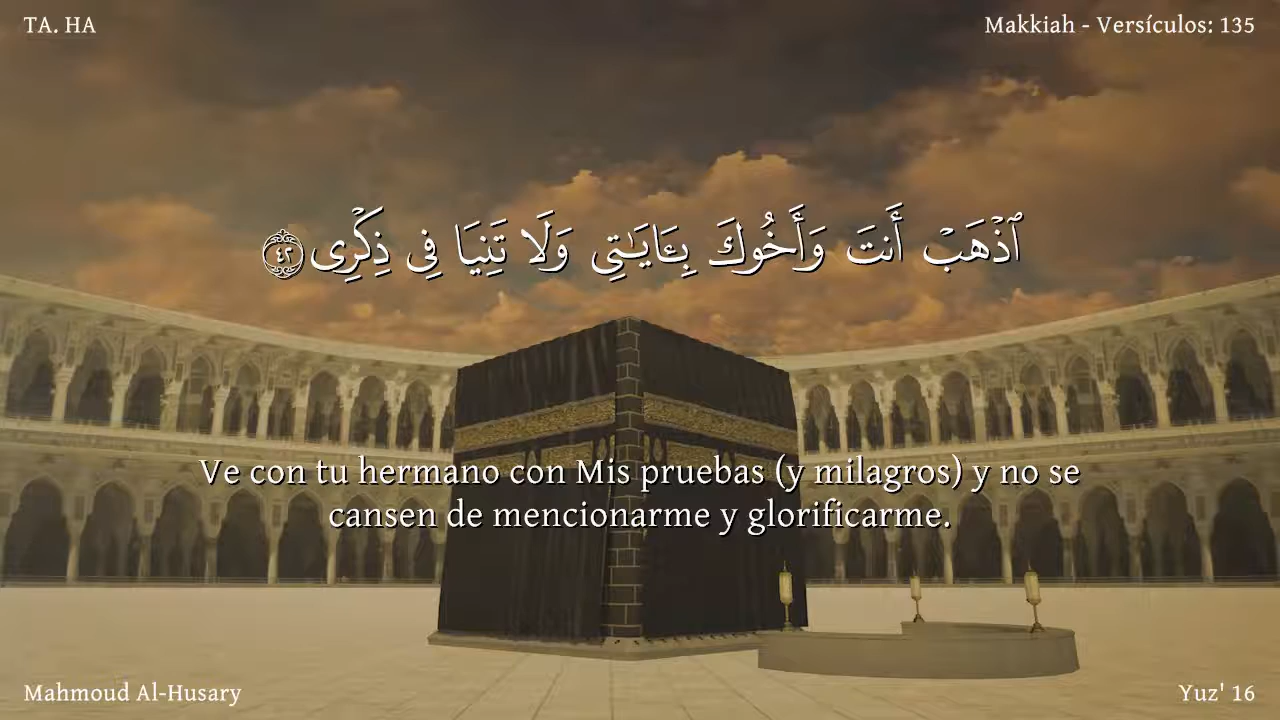 TA. HA
Makkiah - Versículos: 135
ٱذْهَبْ أَنتَ وَأَخُوكَ بِـَٔايَـٰتِى وَلَا تَنِيَا فِى ذِكْرِى ٤٢
Ve con tu hermano con Mis pruebas (y milagros) y no se
cansen de mencionarme y glorificarme.
Mahmoud Al-Husary
Yuz' 16